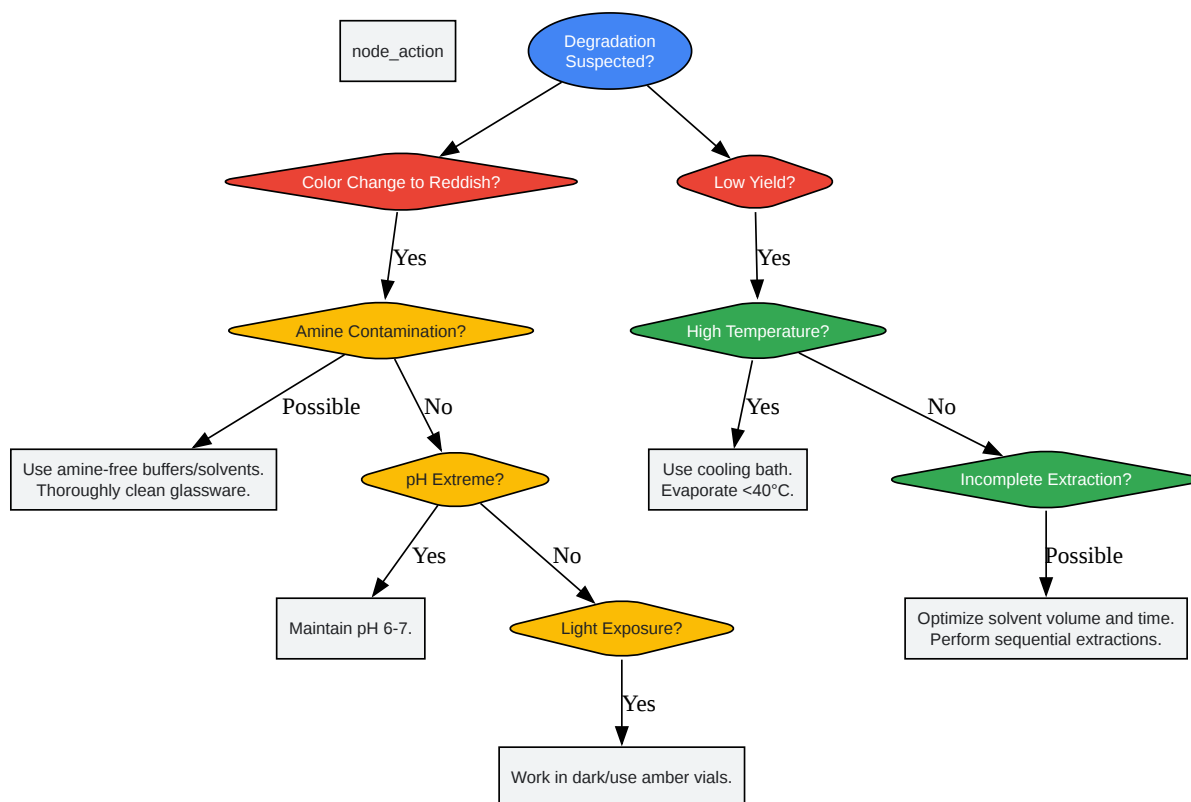 node_action
Degradation
Suspected?
Color Change to Reddish?
Low Yield?
Yes
Yes
Amine Contamination?
High Temperature?
Possible
No
Yes
No
Use amine-free buffers/solvents.
Thoroughly clean glassware.
pH Extreme?
Use cooling bath.
Evaporate <40°C.
Incomplete Extraction?
Yes
No
Possible
Maintain pH 6-7.
Light Exposure?
Optimize solvent volume and time.
Perform sequential extractions.
Yes
Work in dark/use amber vials.